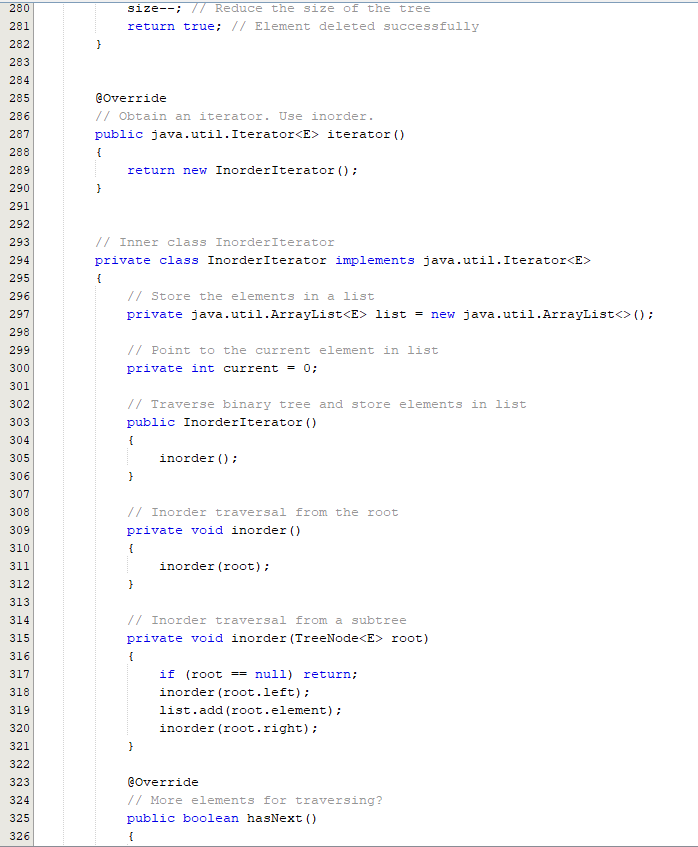 280 size--; // Reduce the size of the tree
281 return true; // Element deleted successfully
282 }
283
284
285 @Override
286 // Obtain an iterator. Use inorder.
287 public java.util.Iterator<E> iterator()
288 {
289 return new InorderIterator();
290 }
291
292
293 // Inner class InorderIterator
294 private class InorderIterator implements java.util.Iterator<E>
295 {
296 // Store the elements in a list
297 private java.util.ArrayList<E> list = new java.util.ArrayList<>();
298
299 // Point to the current element in list
300 private int current = 0;
301
302 // Traverse binary tree and store elements in list
303 public InorderIterator()
304 {
305 inorder();
306 }
307
308 // Inorder traversal from the root
309 private void inorder()
310 {
311 inorder(root);
312 }
313
314 // Inorder traversal from a subtree
315 private void inorder(TreeNode<E> root)
316 {
317 if (root == null) return;
318 inorder(root.left);
319 list.add(root.element);
320 inorder(root.right);
321 }
322
323 @Override
324 // More elements for traversing?
325 public boolean hasNext()
326 {